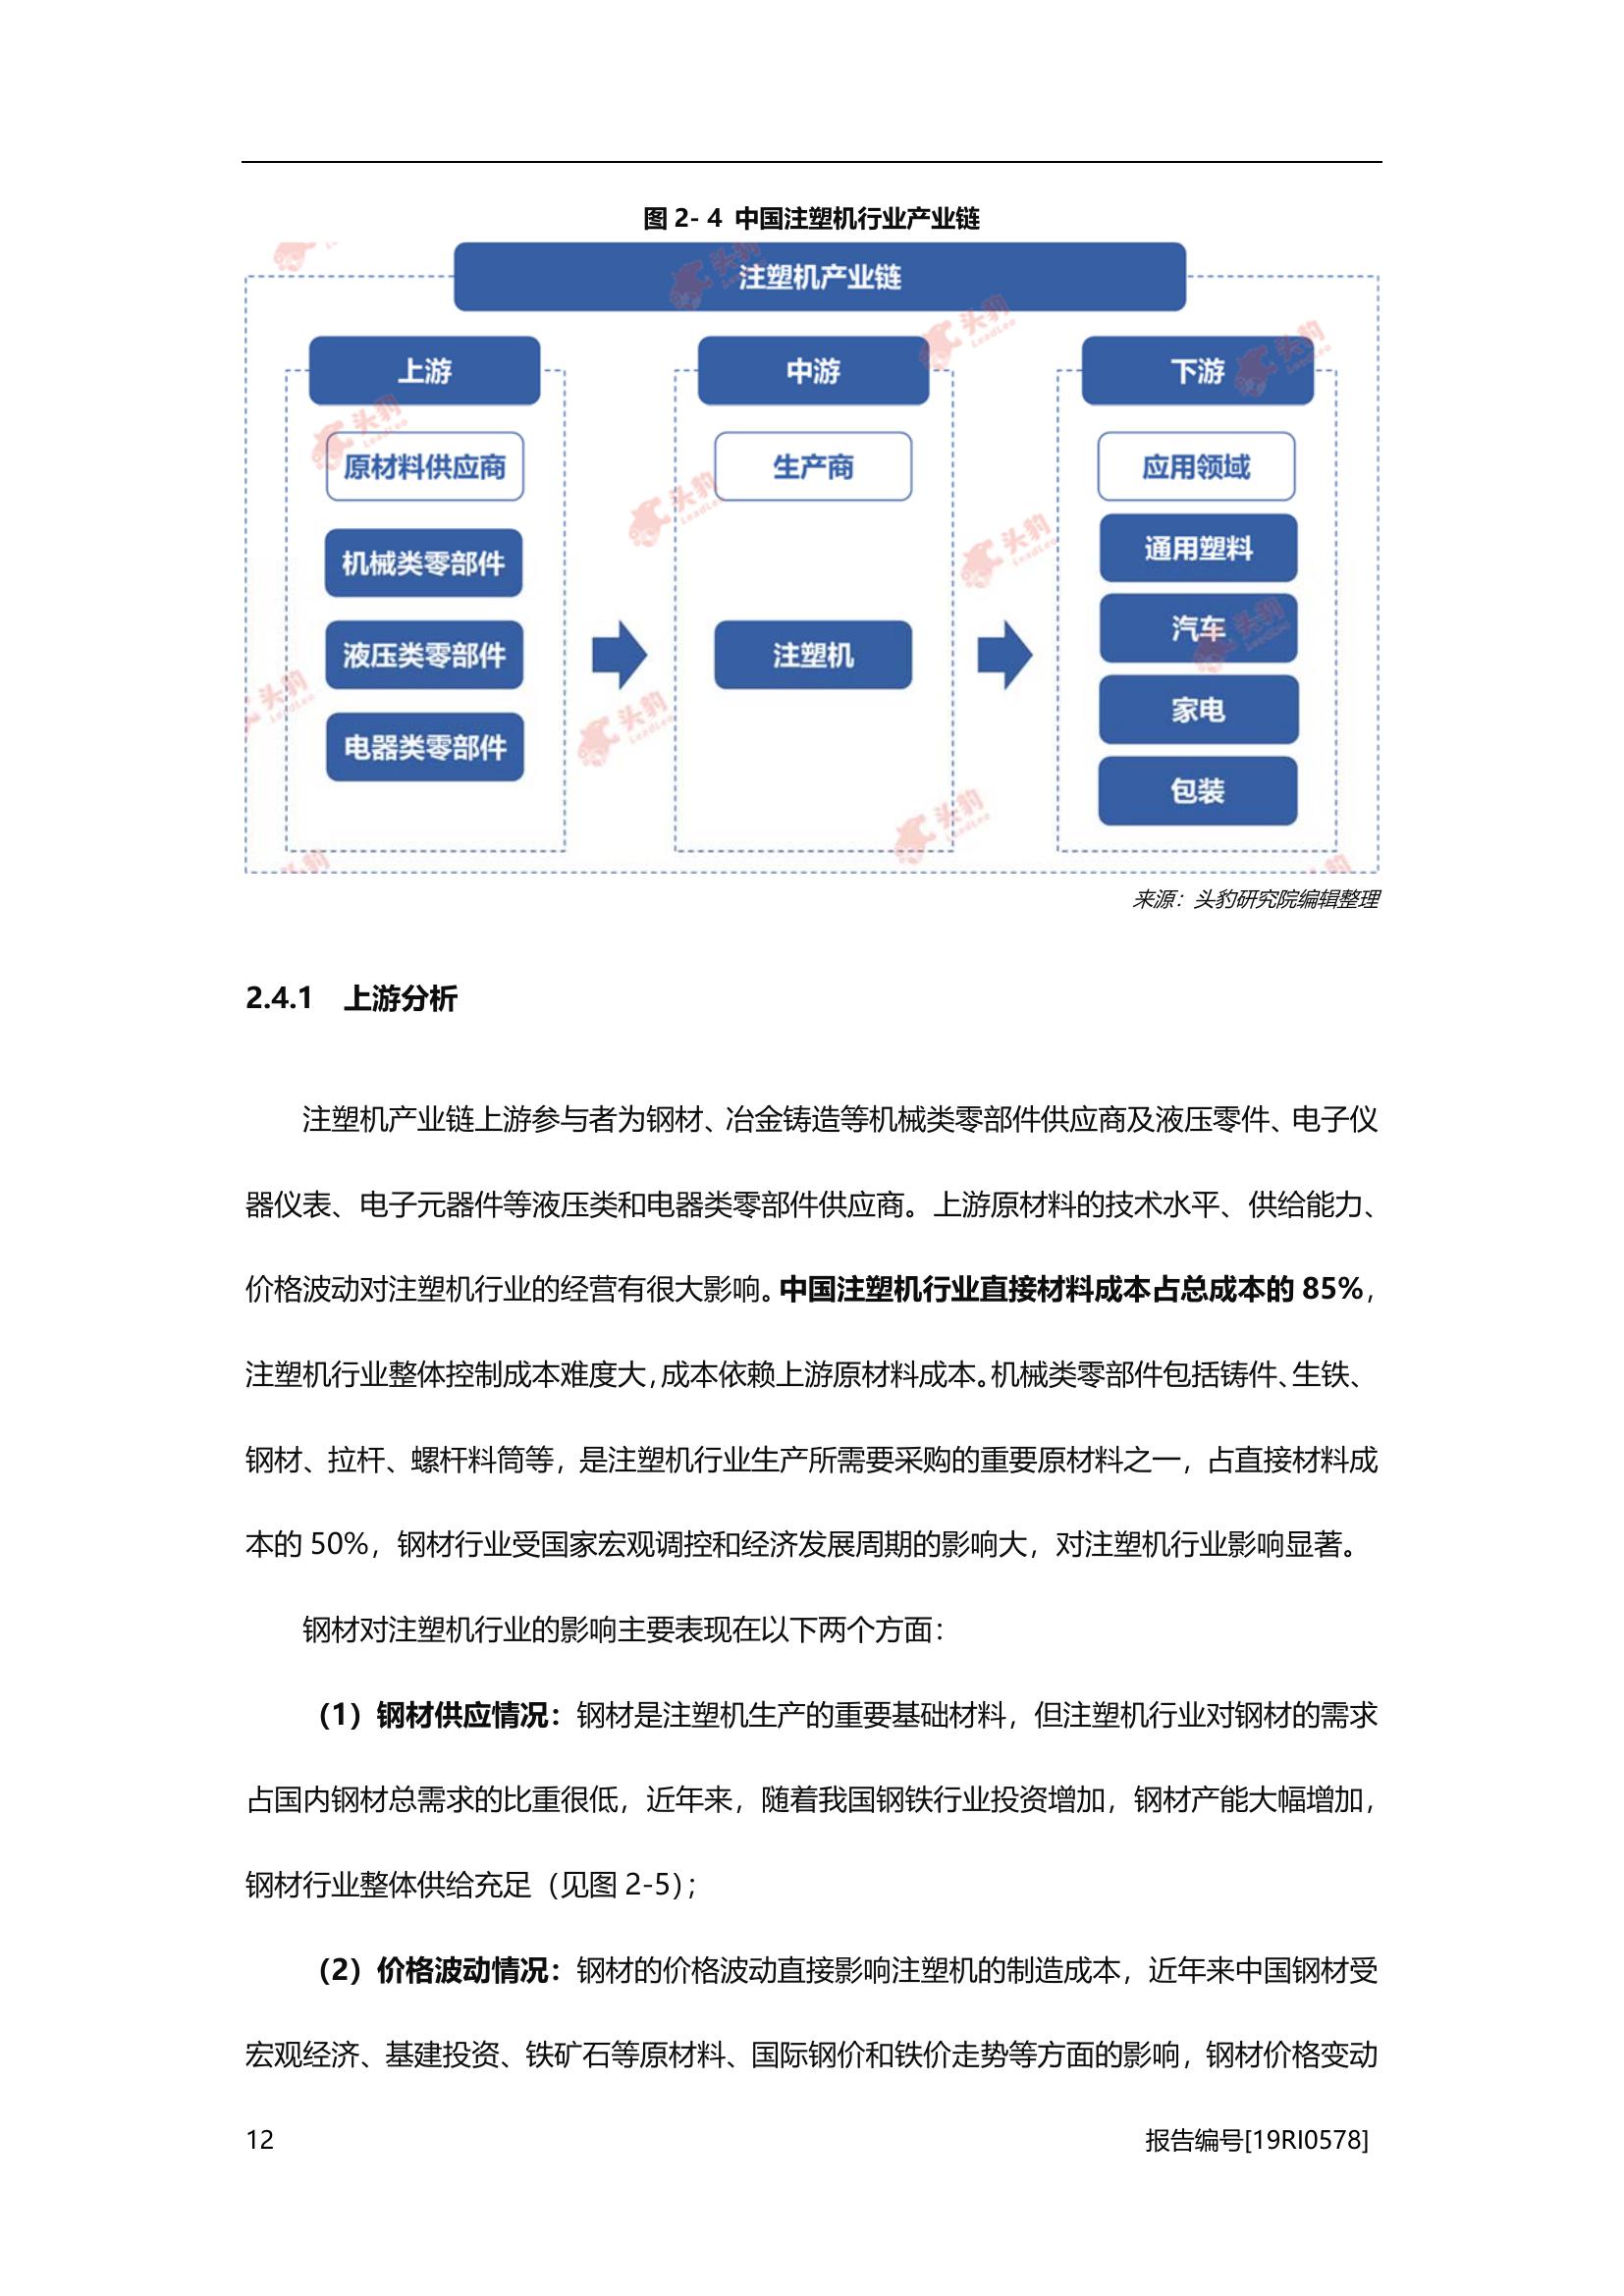 图 2- 4 中国注塑机行业产业链
注塑机产业链
上游
中游
下游
原材料供应商
生产商
应用领域
机械类零部件
液压类零部件
电器类零部件
注塑机
通用塑料
汽车
家电
包装
头豹
LeadLeo
来源：头豹研究院编辑整理
2.4.1 上游分析
注塑机产业链上游参与者为钢材、冶金铸造等机械类零部件供应商及液压零件、电子仪
器仪表、电子元器件等液压类和电器类零部件供应商。上游原材料的技术水平、供给能力、
价格波动对注塑机行业的经营有很大影响。中国注塑机行业直接材料成本占总成本的 85%，
注塑机行业整体控制成本难度大，成本依赖上游原材料成本。机械类零部件包括铸件、生铁、
钢材、拉杆、螺杆料筒等，是注塑机行业生产所需要采购的重要原材料之一，占直接材料成
本的 50%，钢材行业受国家宏观调控和经济发展周期的影响大，对注塑机行业影响显著。
钢材对注塑机行业的影响主要表现在以下两个方面：
（1）钢材供应情况：钢材是注塑机生产的重要基础材料，但注塑机行业对钢材的需求
占国内钢材总需求的比重很低，近年来，随着我国钢铁行业投资增加，钢材产能大幅增加，
钢材行业整体供给充足（见图 2-5）；
（2）价格波动情况：钢材的价格波动直接影响注塑机的制造成本，近年来中国钢材受
宏观经济、基建投资、铁矿石等原材料、国际钢价和铁价走势等方面的影响，钢材价格变动
12
报告编号[19RI0578]